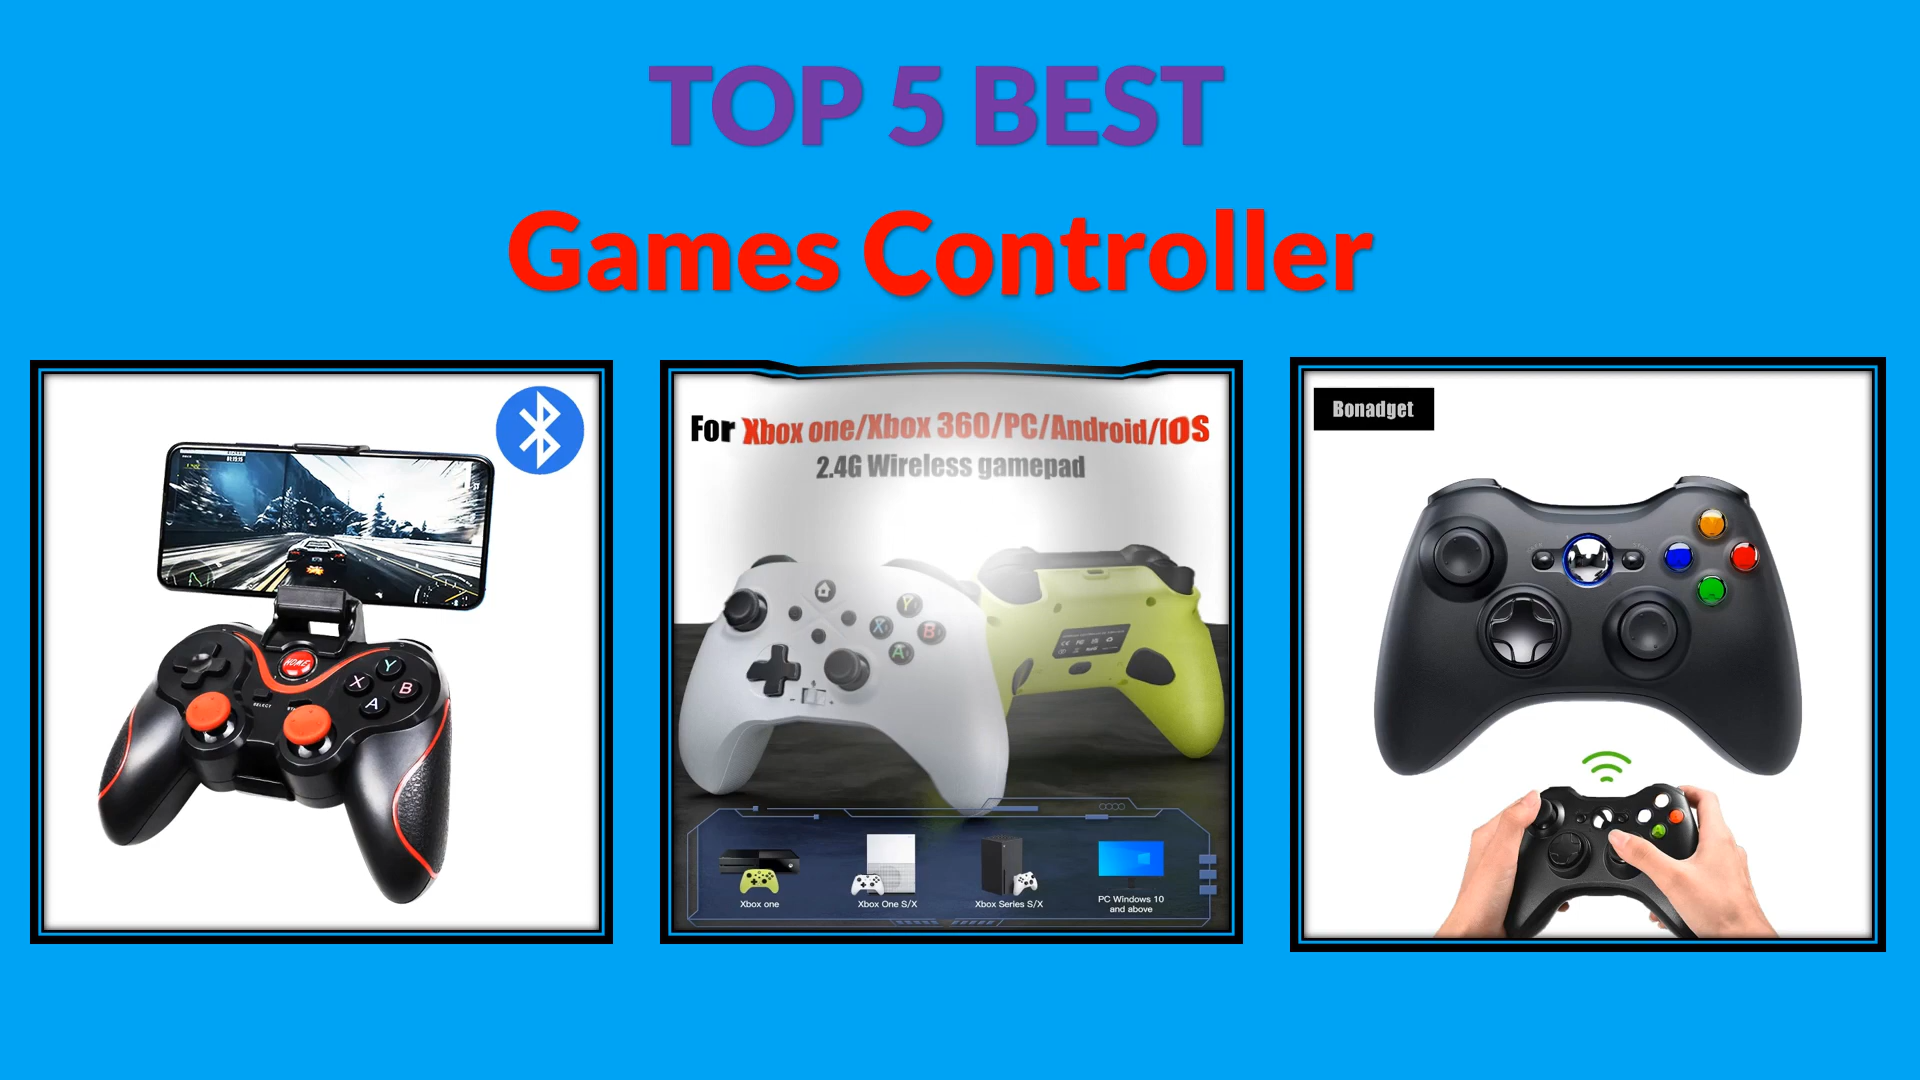 TOP 5 BEST
Games Controller
HOME
SELECT
Y
X
B
A
For Xbox one/Xbox 360/PC/Android/IOS
2.4G Wireless gamepad
Y
X
B
A
Xbox one
Xbox One S/X
Xbox Series S/X
PC Windows 10
and above
Bonadget